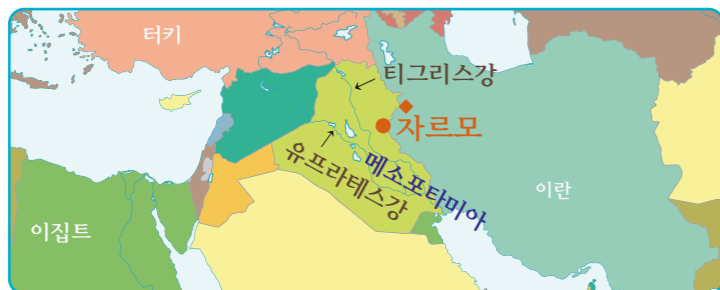 터키
티그리스강
자르모
유프라테스강
메소포타미아
이란
이집트